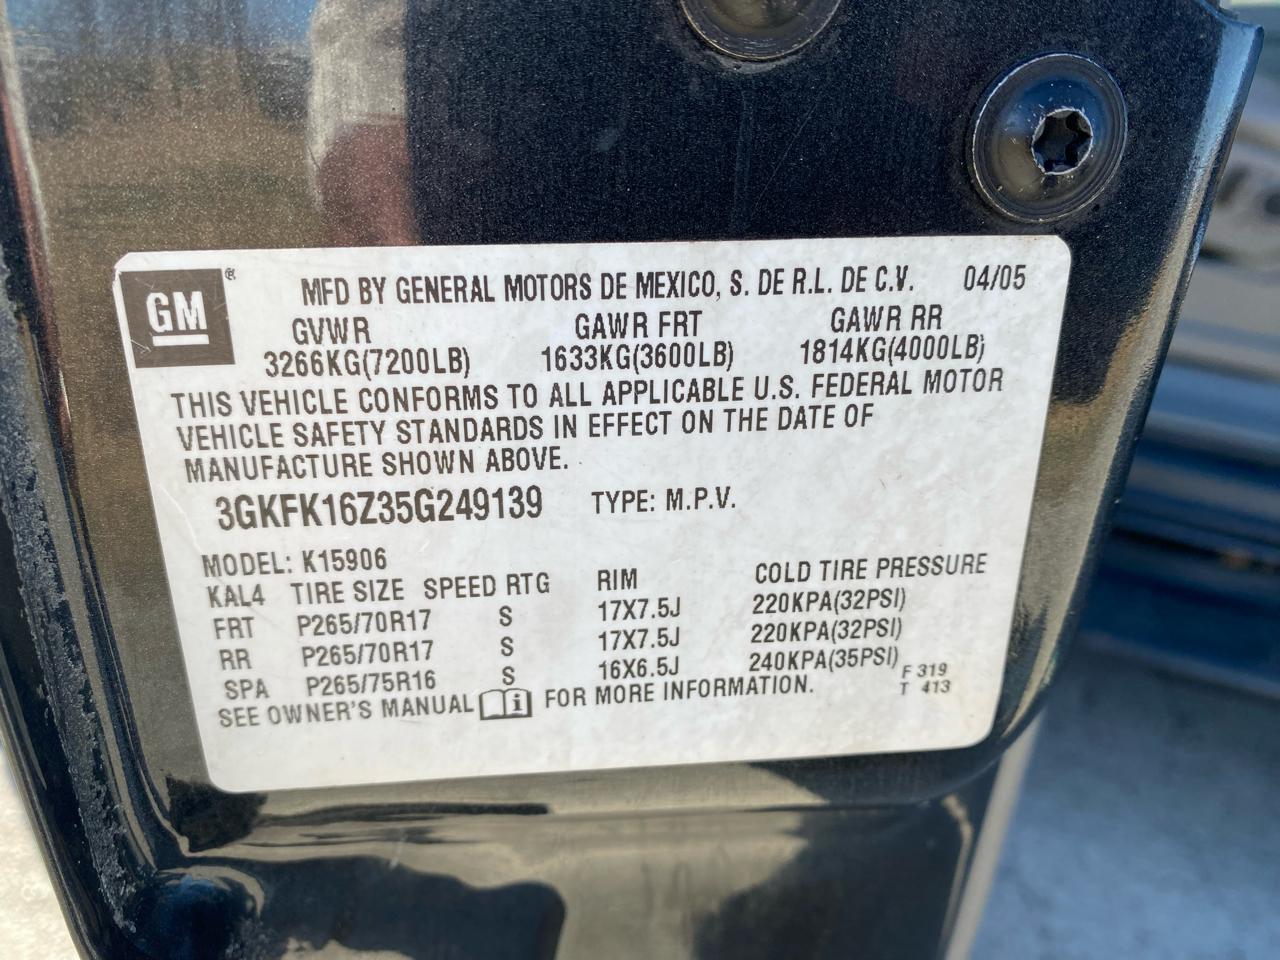 GM ®
MFD BY GENERAL MOTORS DE MEXICO, S. DE R.L. DE C.V. 04/05
GVWR GAWR FRT GAWR RR
3266KG(7200LB) 1633KG(3600LB) 1814KG(4000LB)
THIS VEHICLE CONFORMS TO ALL APPLICABLE U.S. FEDERAL MOTOR
VEHICLE SAFETY STANDARDS IN EFFECT ON THE DATE OF
MANUFACTURE SHOWN ABOVE.
3GKFK16Z35G249139 TYPE: M.P.V.
MODEL: K15906
KAL4 TIRE SIZE SPEED RTG RIM COLD TIRE PRESSURE
FRT P265/70R17 S 17X7.5J 220KPA(32PSI)
RR P265/70R17 S 17X7.5J 220KPA(32PSI)
SPA P265/75R16 S 16X6.5J 240KPA(35PSI)
SEE OWNER'S MANUAL i FOR MORE INFORMATION.
F 319
T 413